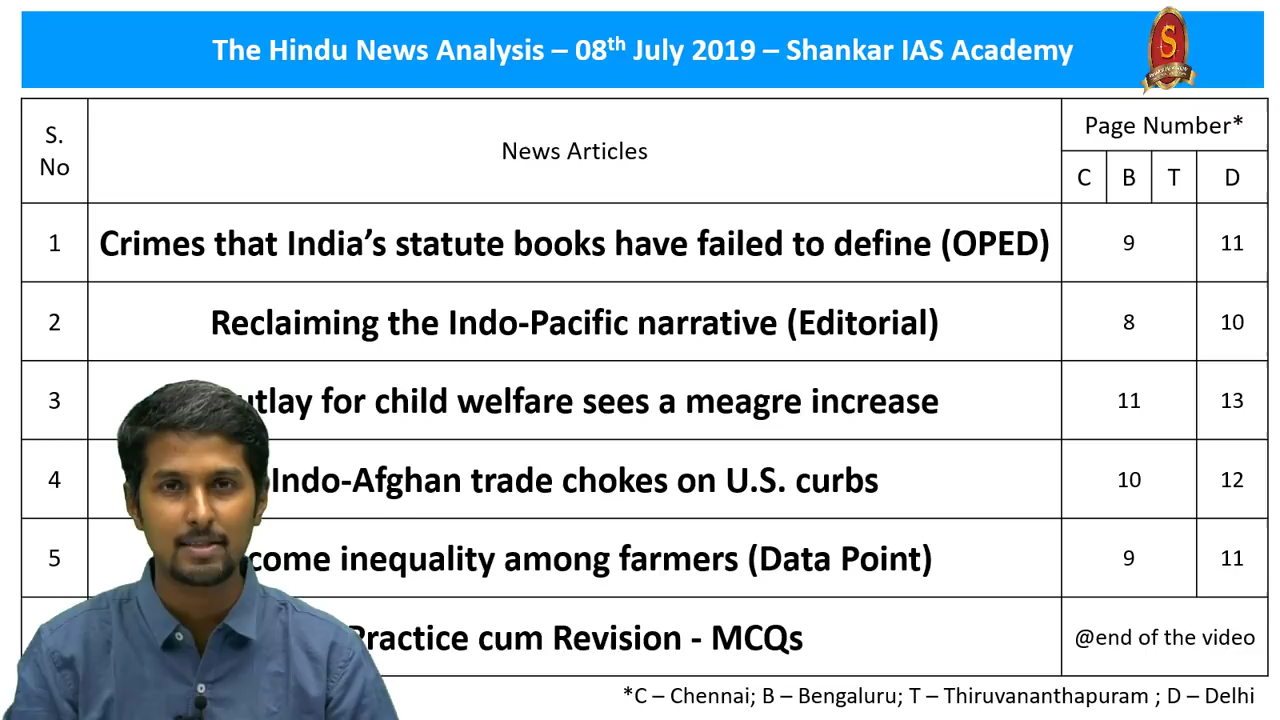 The Hindu News Analysis – 08th July 2019 – Shankar IAS Academy
S
S. No
News Articles
Page Number*
C B T D
1 Crimes that India's statute books have failed to define (OPED) 9 11
2 Reclaiming the Indo-Pacific narrative (Editorial) 8 10
3 for child welfare sees a meagre increase 11 13
4 Indo-Afghan trade chokes on U.S. curbs 10 12
5 inequality among farmers (Data Point) 9 11
Practice cum Revision - MCQs @end of the video
*C – Chennai; B – Bengaluru; T – Thiruvananthapuram ; D – Delhi